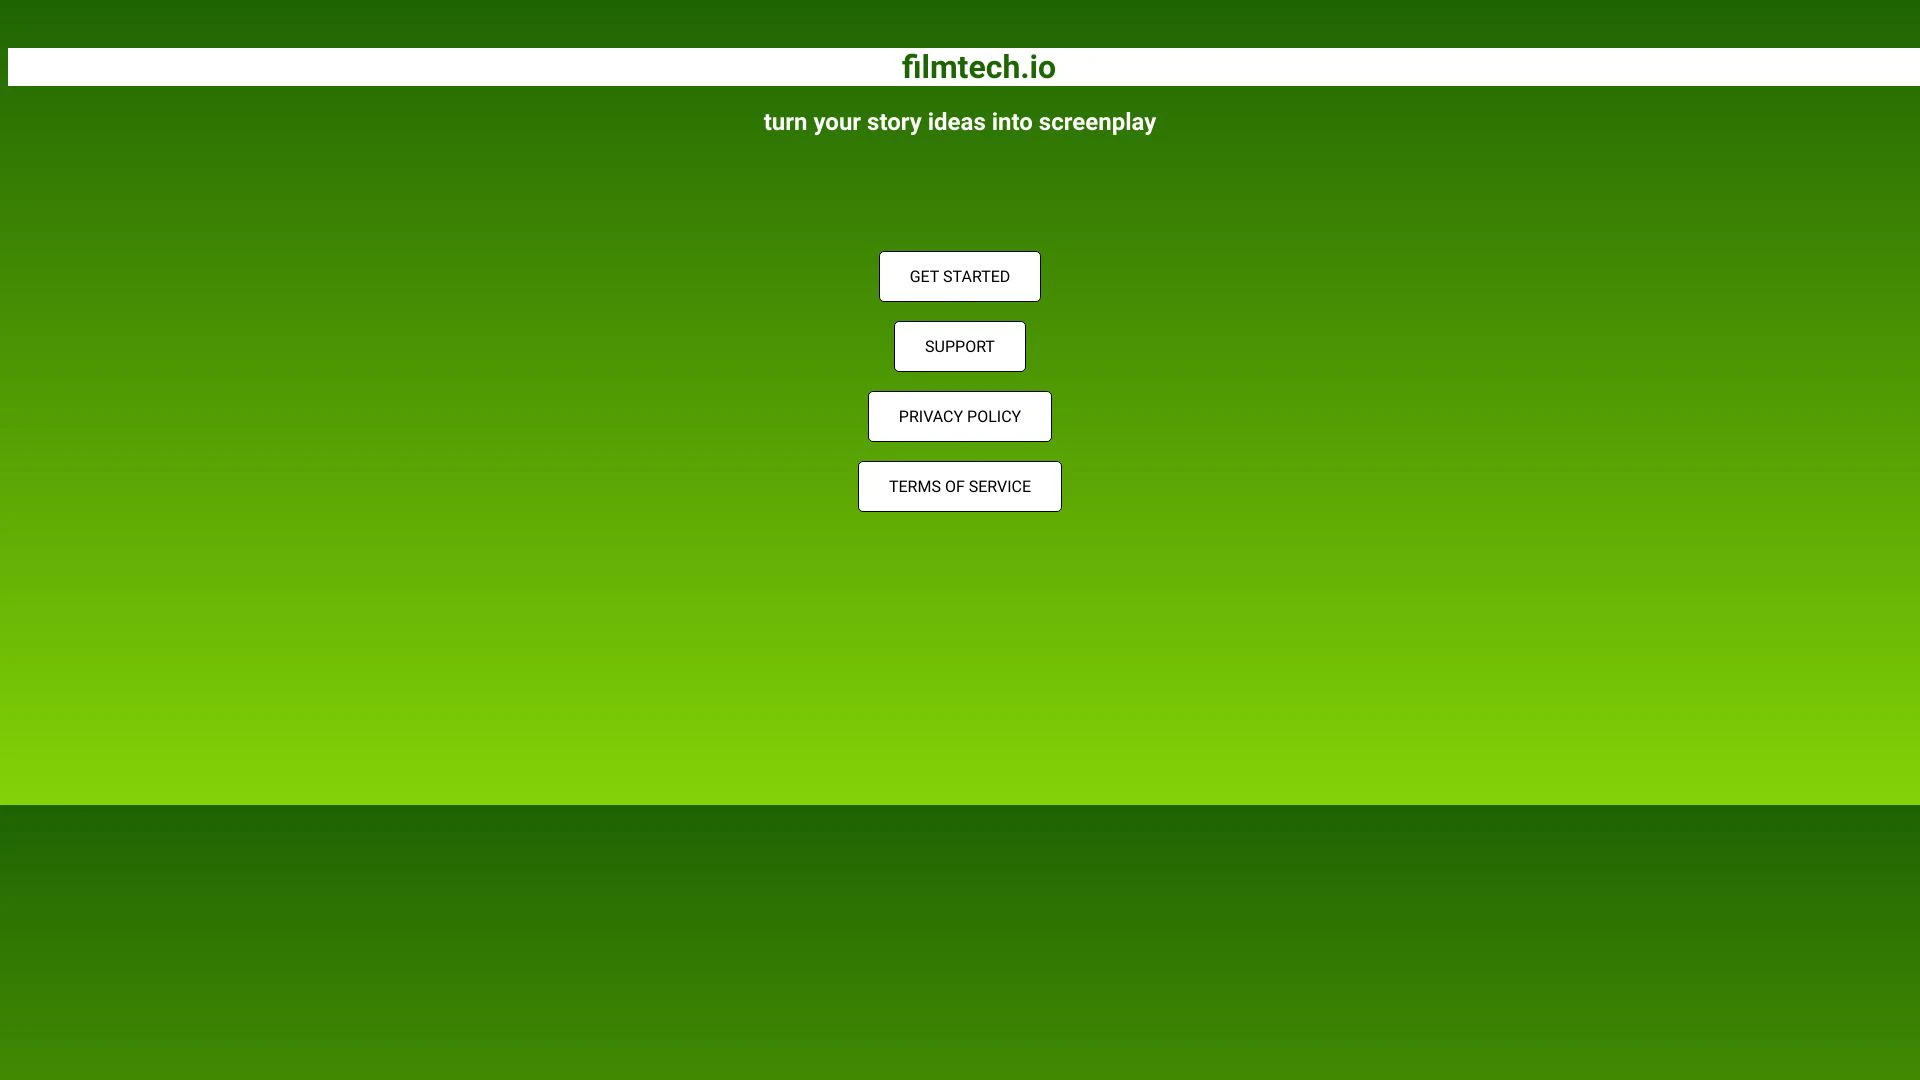 filmtech.io
turn your story ideas into screenplay
GET STARTED
SUPPORT
PRIVACY POLICY
TERMS OF SERVICE